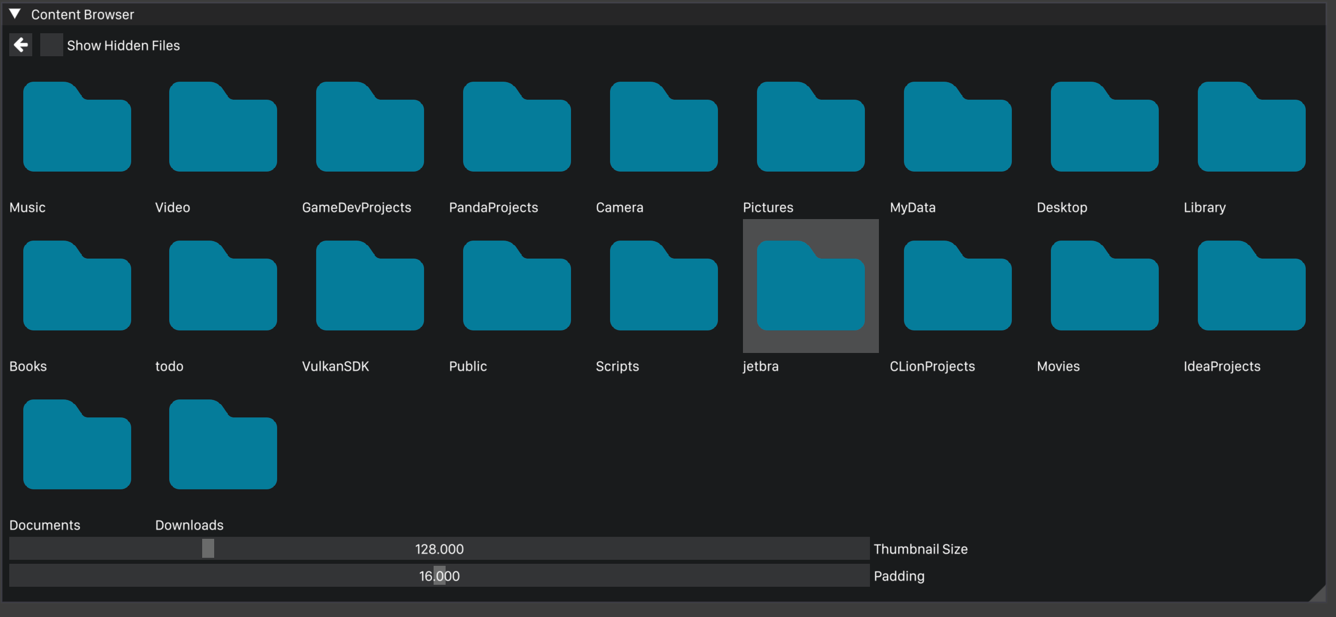 Content Browser
Show Hidden Files
Music Video GameDevProjects PandaProjects Camera Pictures MyData Desktop Library
Books todo VulkanSDK Public Scripts jetbra CLionProjects Movies IdeaProjects
Documents Downloads
128.000 Thumbnail Size
16.000 Padding